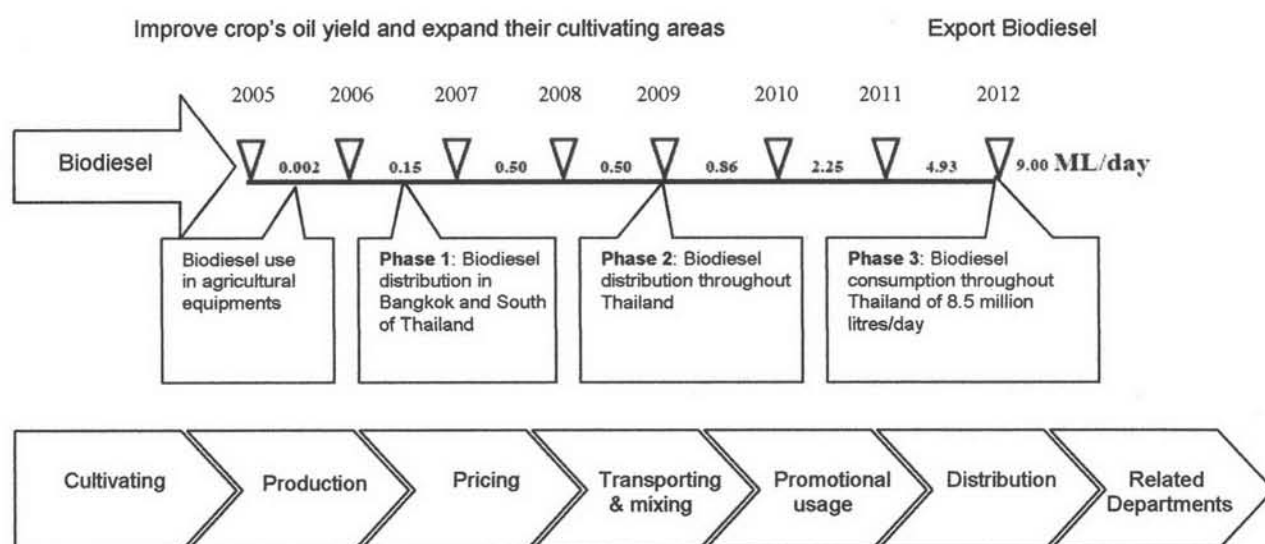 Improve crop's oil yield and expand their cultivating areas
Export Biodiesel
2005 2006 2007 2008 2009 2010 2011 2012
Biodiesel
0.002 0.15 0.50 0.50 0.86 2.25 4.93 9.00 ML/day
Biodiesel use
in agricultural
equipments
Phase 1: Biodiesel
distribution in
Bangkok and South
of Thailand
Phase 2: Biodiesel
distribution throughout
Thailand
Phase 3: Biodiesel
consumption throughout
Thailand of 8.5 million
litres/day
Cultivating
Production
Pricing
Transporting
& mixing
Promotional
usage
Distribution
Related
Departments